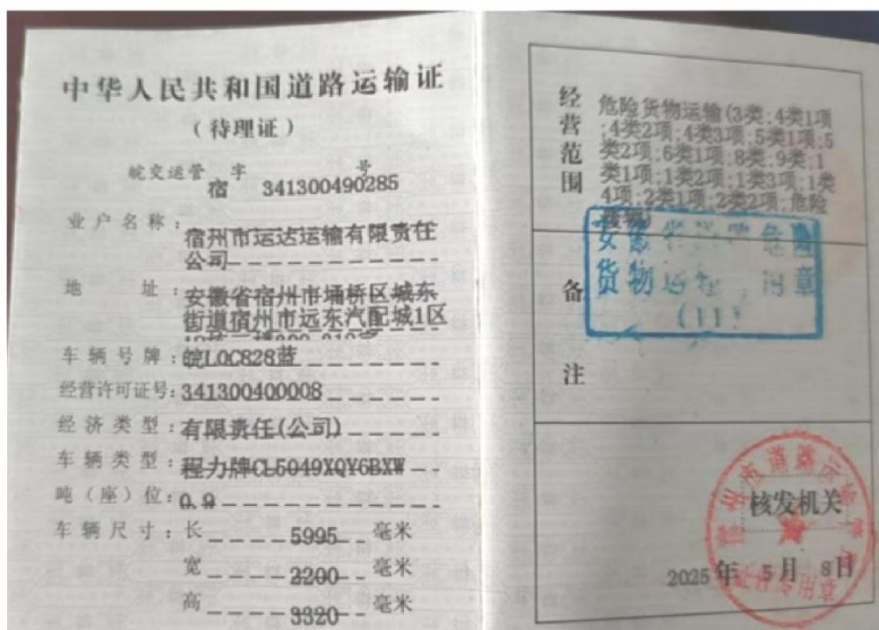 中华人民共和国道路运输证
（待理证）
皖交运管 字 号
宿 341300490285
业户名称：宿州市运达运输有限责任
公司
地 址：安徽省宿州市埇桥区城东
街道宿州市远东汽配城1区
车辆号牌：皖L0C828蓝
经营许可证号：341300400008
经济类型：有限责任(公司)
车辆类型：程力牌CL5049XQY6BXW
吨（座）位：0.9
车辆尺寸：长 5995 毫米
宽 2200 毫米
高 3320 毫米
经营范围
危险货物运输(3类;4类1项
;4类2项;4类3项;5类1项;5
类2项;6类1项;8类;9类;1
类1项;1类2项;1类3项;1类
4项;2类1项;2类2项;危险
备注
货物运
(11)
核发机关
2025年 5月 8日